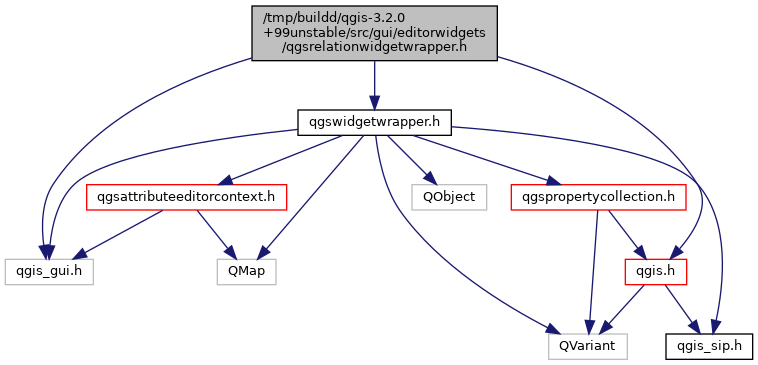 /tmp/buildd/qgis-3.2.0
+99unstable/src/gui/editorwidgets
/qgsrelationwidgetwrapper.h
qgswidgetwrapper.h
qgsattributeeditorcontext.h
QObject
qgspropertycollection.h
qgis_gui.h
QMap
qgis.h
QVariant
qgis_sip.h